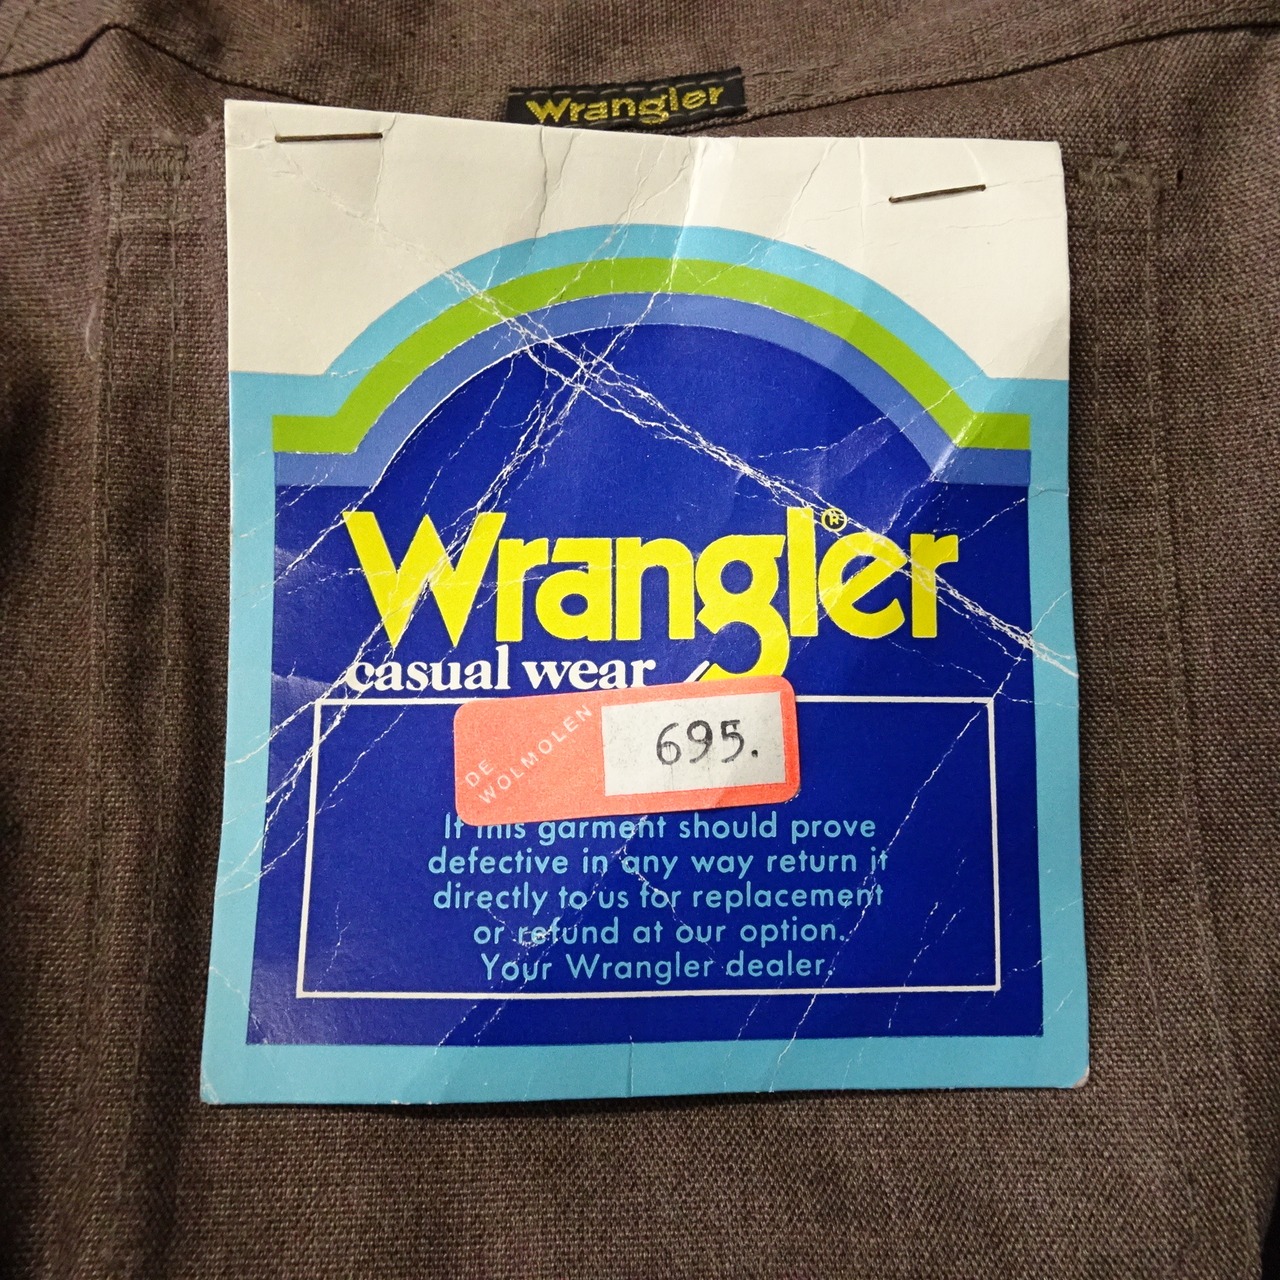 Wrangler
Wrangler®
casual wear
DE
WOLMOLEN
695.
If this garment should prove
defective in any way return it
directly to us for replacement
or refund at our option.
Your Wrangler dealer.